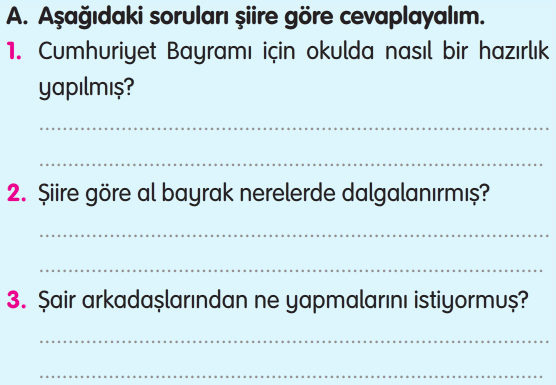 A. Aşağıdaki soruları şiire göre cevaplayalım.
1. Cumhuriyet Bayramı için okulda nasıl bir hazırlık
yapılmış?
2. Şiire göre al bayrak nerelerde dalgalanırmış?
3. Şair arkadaşlarından ne yapmalarını istiyormuş?